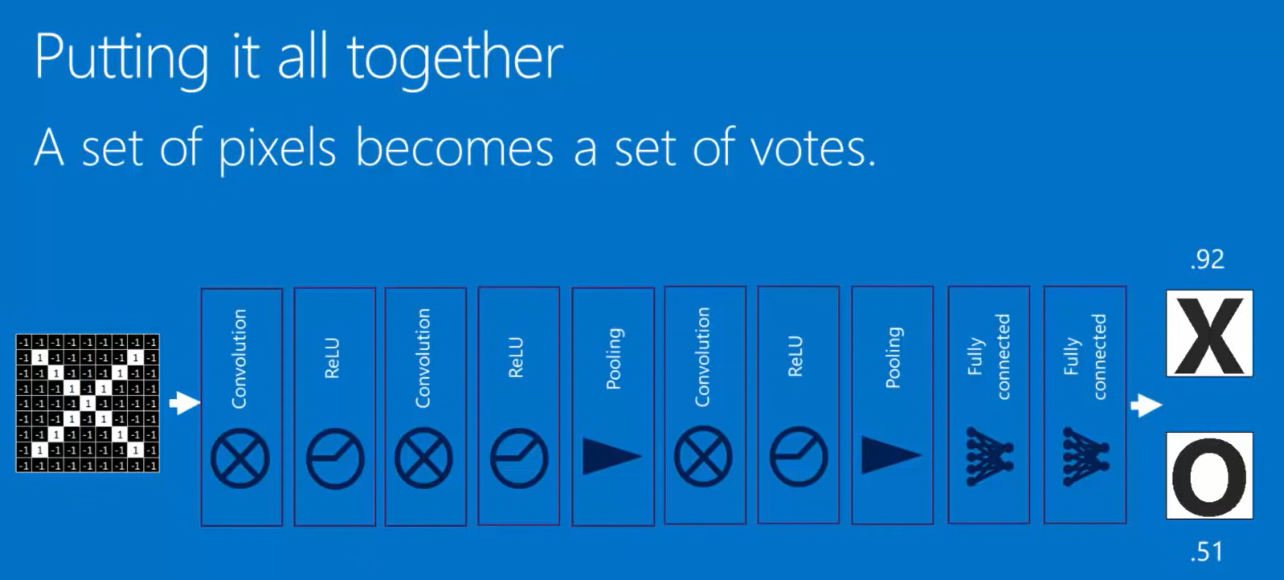 Putting it all together
A set of pixels becomes a set of votes.
-1 -1 -1 -1 -1 -1 -1 -1 -1
-1 1 -1 -1 -1 -1 -1 1 -1
-1 -1 1 -1 -1 -1 1 -1 -1
-1 -1 -1 1 -1 1 -1 -1 -1
-1 -1 -1 -1 1 -1 -1 -1 -1
-1 -1 -1 1 -1 1 -1 -1 -1
-1 -1 1 -1 -1 -1 1 -1 -1
-1 1 -1 -1 -1 -1 -1 1 -1
-1 -1 -1 -1 -1 -1 -1 -1 -1
Convolution
ReLU
Convolution
ReLU
Pooling
Convolution
ReLU
Pooling
Fully
connected
Fully
connected
.92
X
O
.51